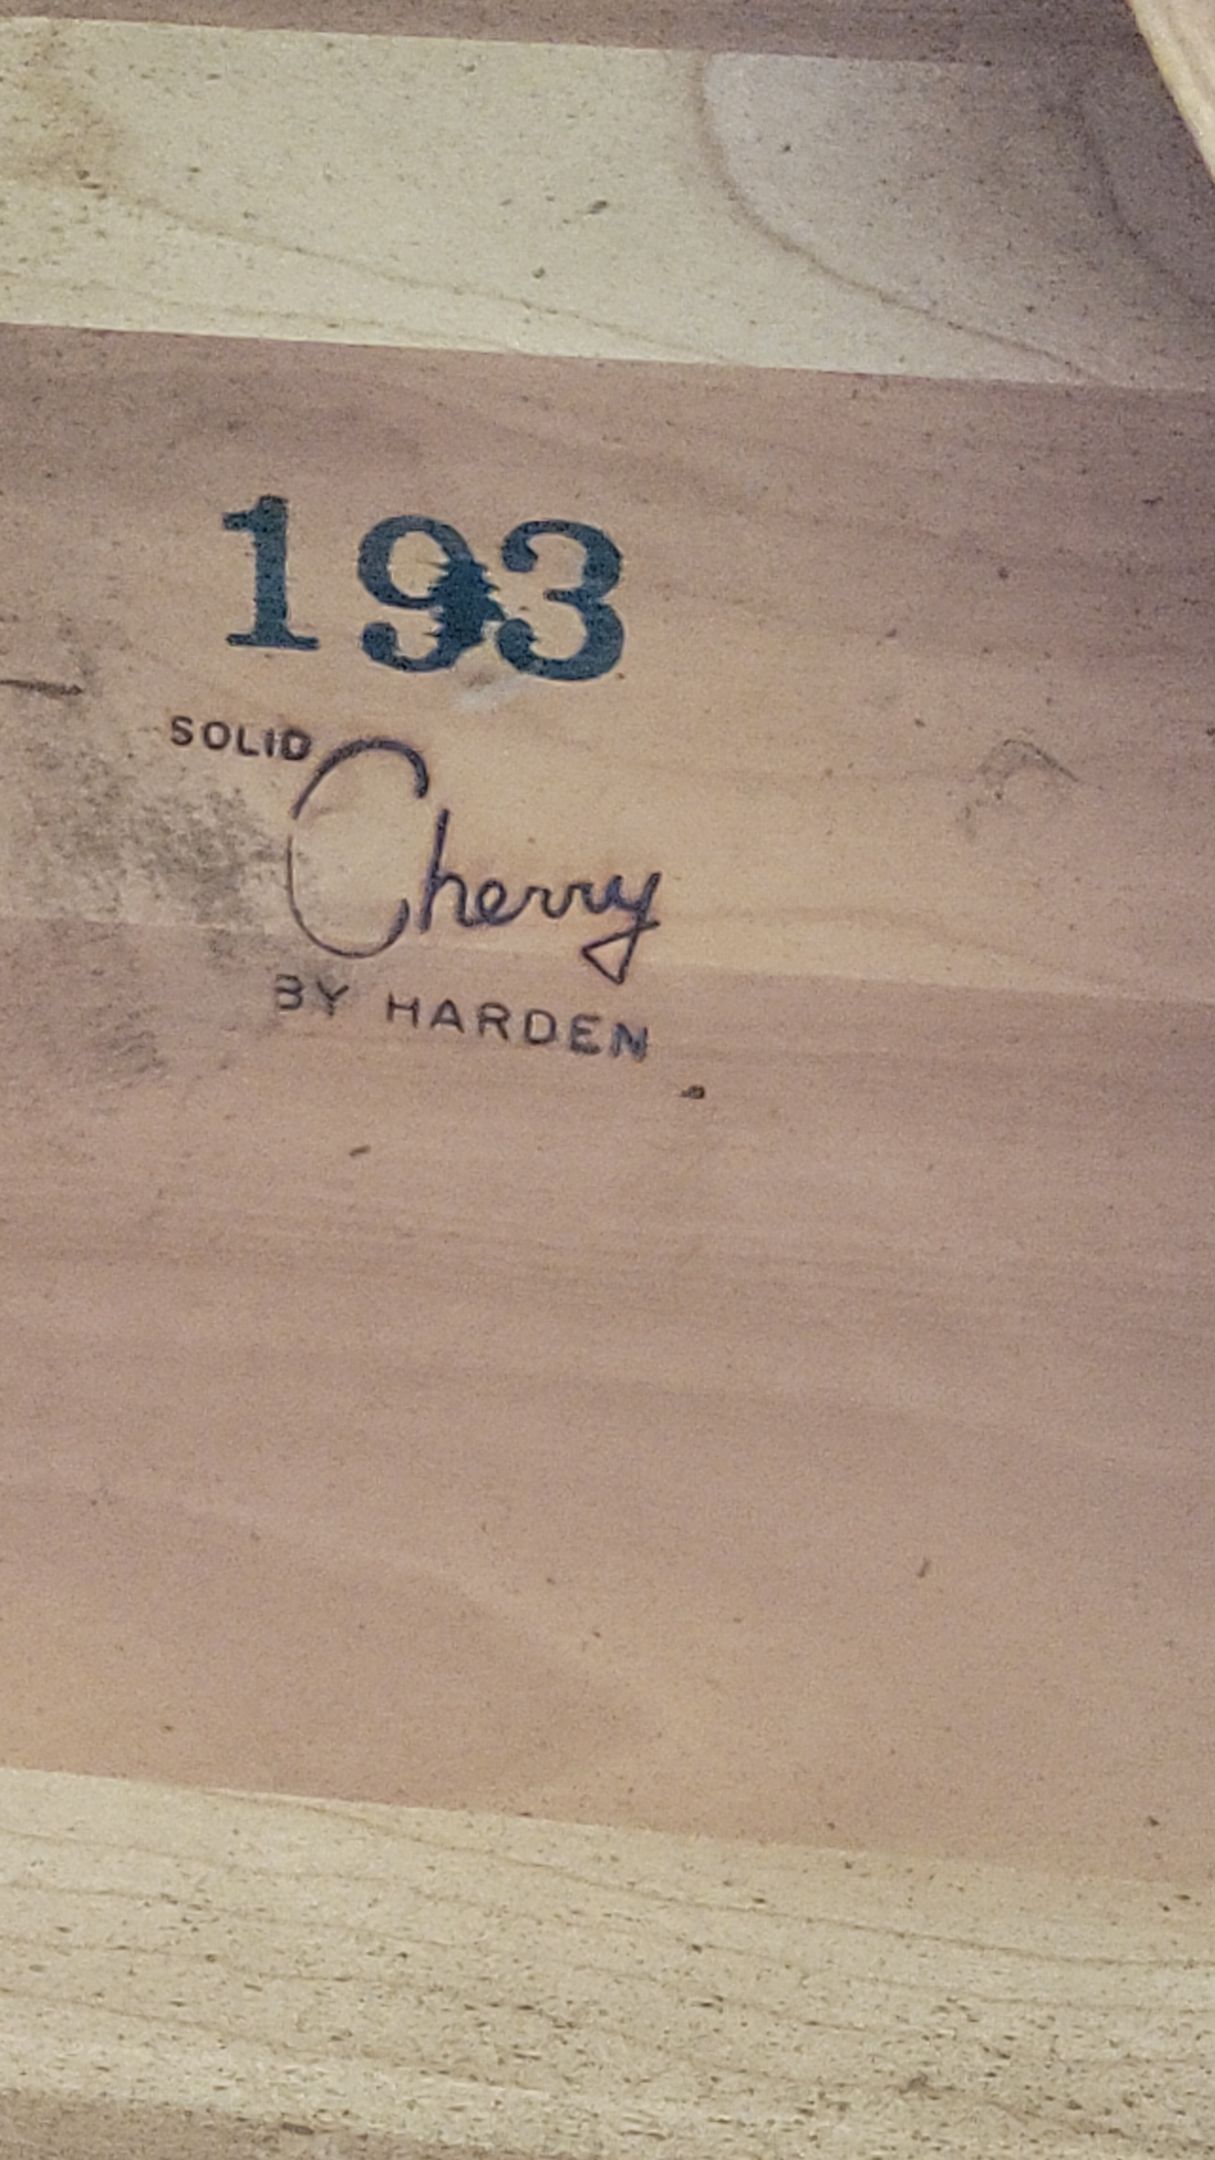 193
SOLID Cherry
BY HARDEN